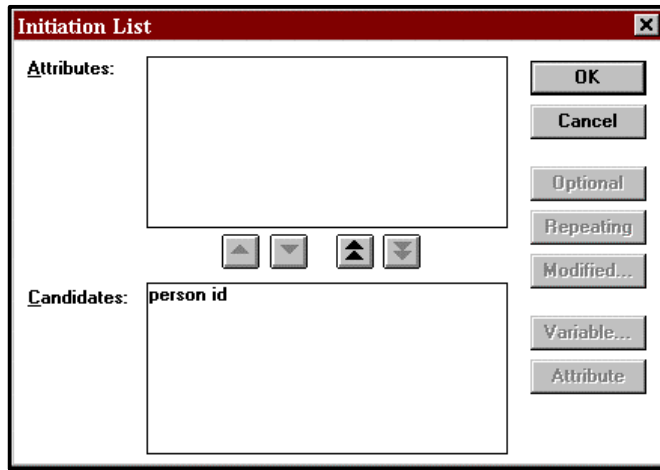 Initiation List
Attributes:
OK
Cancel
Optional
Repeating
Modified...
Candidates:
person id
Variable...
Attribute